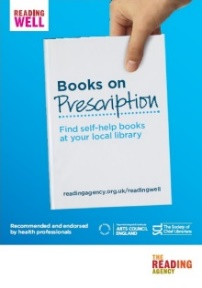 READING
WELL
Books on
Prescription
Find self-help books
at your local library
readingagency.org.uk/readingwell
Recommended and endorsed
by health professionals
ARTS COUNCIL
ENGLAND
The Society of
Chief Librarians
THE
READING
AGENCY